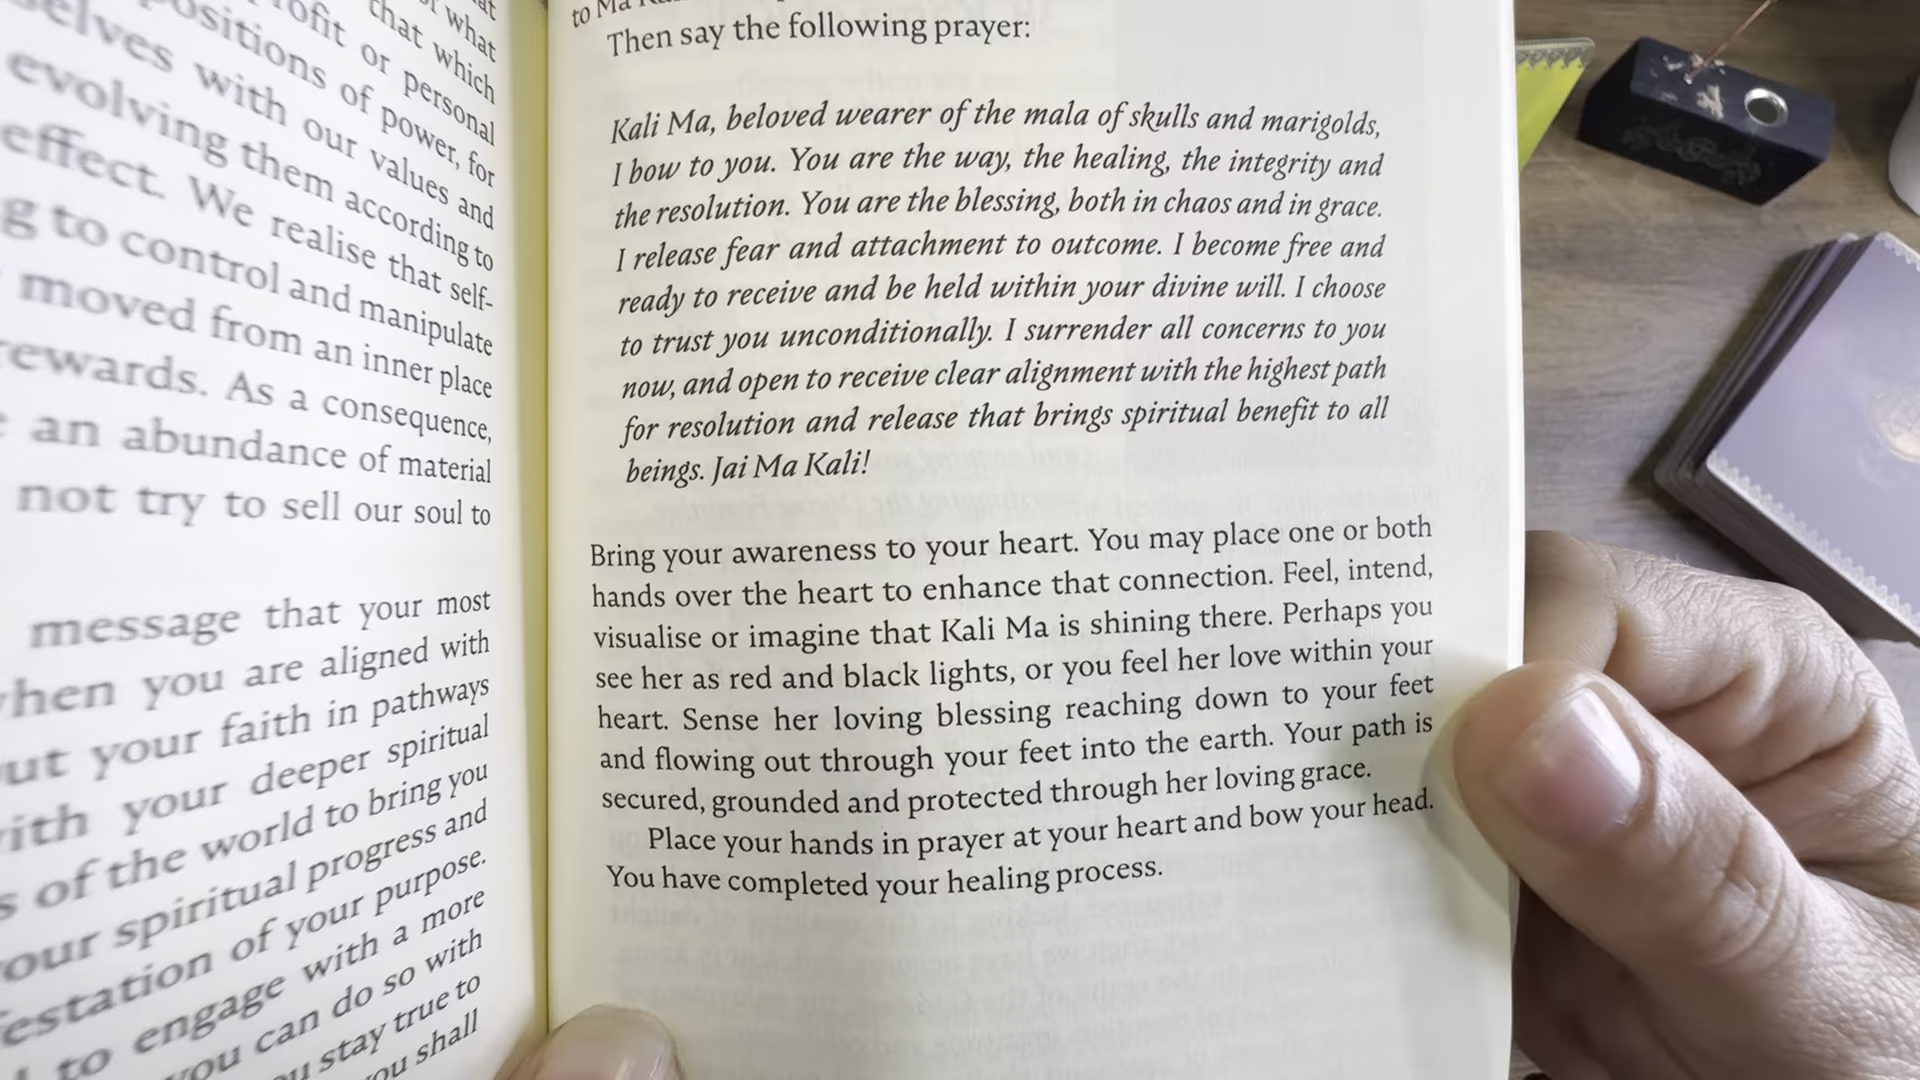 at
of what
that which
profit or personal
positions of power, for
selves with our values and
evolving them according to
effect. We realise that self-
to control and manipulate
moved from an inner place
rewards. As a consequence,
an abundance of material
not try to sell our soul to
message that your most
when you are aligned with
your faith in pathways
with your deeper spiritual
of the world to bring you
your spiritual progress and
of your purpose.
to engage with a more
you can do so with
you stay true to
you shall
to Ma
Then say the following prayer:
Kali Ma, beloved wearer of the mala of skulls and marigolds,
I bow to you. You are the way, the healing, the integrity and
the resolution. You are the blessing, both in chaos and in grace.
I release fear and attachment to outcome. I become free and
ready to receive and be held within your divine will. I choose
to trust you unconditionally. I surrender all concerns to you
now, and open to receive clear alignment with the highest path
for resolution and release that brings spiritual benefit to all
beings. Jai Ma Kali!
Bring your awareness to your heart. You may place one or both
hands over the heart to enhance that connection. Feel, intend,
visualise or imagine that Kali Ma is shining there. Perhaps you
see her as red and black lights, or you feel her love within your
heart. Sense her loving blessing reaching down to your feet
and flowing out through your feet into the earth. Your path is
secured, grounded and protected through her loving grace.
Place your hands in prayer at your heart and bow your head.
You have completed your healing process.